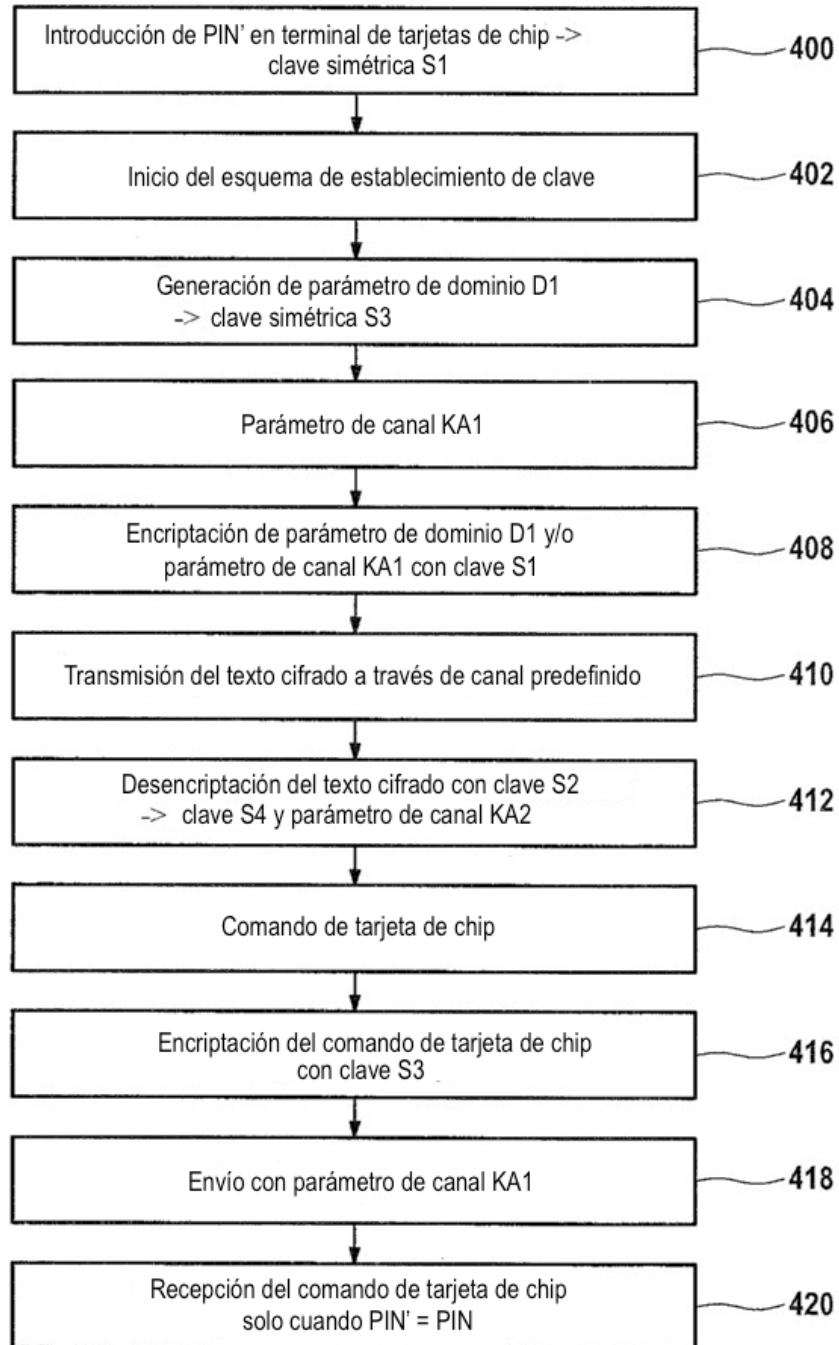 Introducción de PIN’ en terminal de tarjetas de chip ->
clave simétrica S1
400
Inicio del esquema de establecimiento de clave
402
Generación de parámetro de dominio D1
-> clave simétrica S3
404
Parámetro de canal KA1
406
Encriptación de parámetro de dominio D1 y/o
parámetro de canal KA1 con clave S1
408
Transmisión del texto cifrado a través de canal predefinido
410
Desencriptación del texto cifrado con clave S2
-> clave S4 y parámetro de canal KA2
412
Comando de tarjeta de chip
414
Encriptación del comando de tarjeta de chip
con clave S3
416
Envío con parámetro de canal KA1
418
Recepción del comando de tarjeta de chip
solo cuando PIN’ = PIN
420